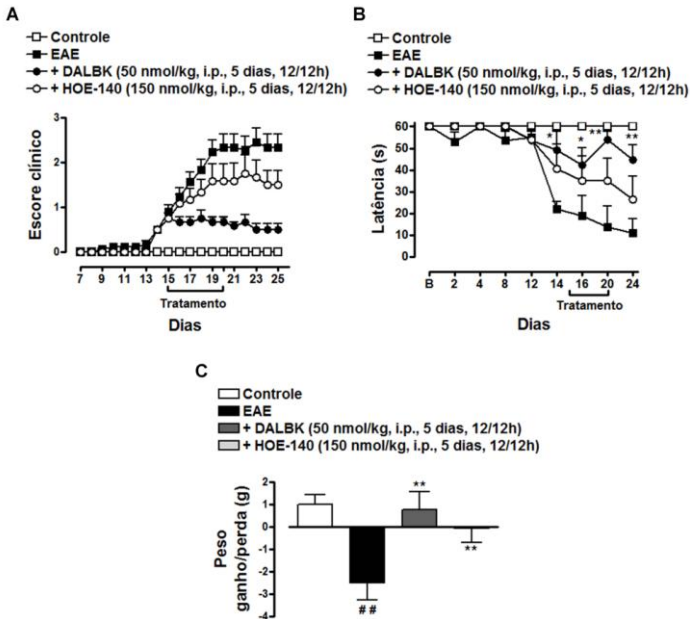 A
Controle
EAE
+ DALBK (50 nmol/kg, i.p., 5 dias, 12/12h)
+ HOE-140 (150 nmol/kg, i.p., 5 dias, 12/12h)
Escore clínico
3
2
1
0
7 9 11 13 15 17 19 21 23 25
Tratamento
Dias
B
Controle
EAE
+ DALBK (50 nmol/kg, i.p., 5 dias, 12/12h)
+ HOE-140 (150 nmol/kg, i.p., 5 dias, 12/12h)
Latência (s)
60
50
40
30
20
10
0
* * ** **
B 2 4 8 12 14 16 20 24
Tratamento
Dias
C
Controle
EAE
+ DALBK (50 nmol/kg, i.p., 5 dias, 12/12h)
+ HOE-140 (150 nmol/kg, i.p., 5 dias, 12/12h)
Peso
ganho/perda (g)
2
1
0
-1
-2
-3
-4
**
**
##